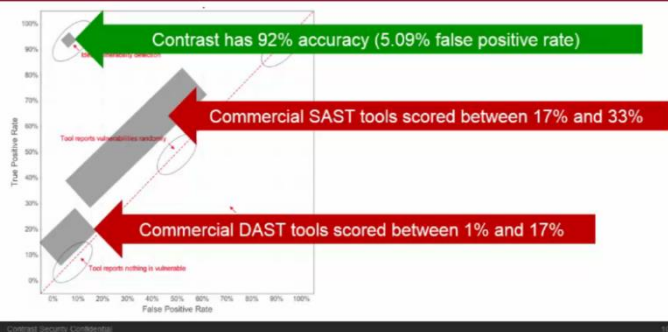 100%
90%
80%
70%
60%
50%
40%
30%
20%
10%
0%
True Positive Rate
Contrast has 92% accuracy (5.09% false positive rate)
Commercial SAST tools scored between 17% and 33%
Tool reports vulnerabilities randomly
Commercial DAST tools scored between 1% and 17%
Tool reports nothing is vulnerable
0% 10% 20% 30% 40% 50% 60% 70% 80% 90% 100%
False Positive Rate
Contrast Security Confidential